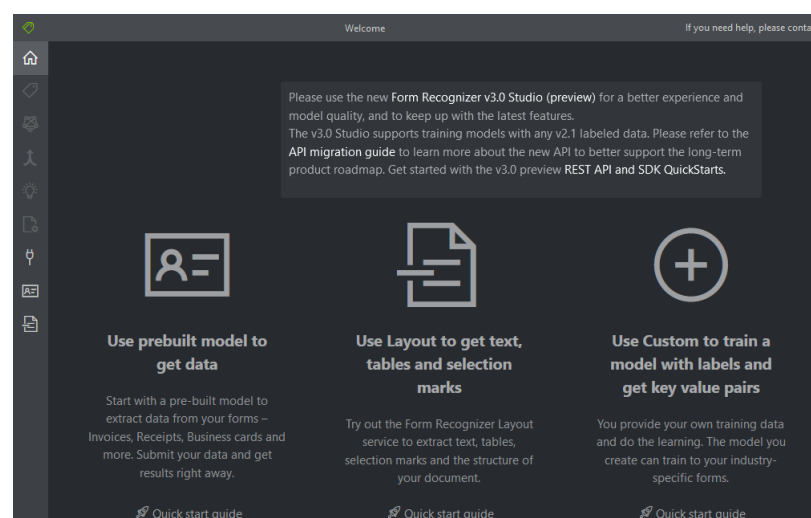 Welcome
If you need help, please conta
Please use the new Form Recognizer v3.0 Studio (preview) for a better experience and
model quality, and to keep up with the latest features.
The v3.0 Studio supports training models with any v2.1 labeled data. Please refer to the
API migration guide to learn more about the new API to better support the long-term
product roadmap. Get started with the v3.0 preview REST API and SDK QuickStarts.
Use prebuilt model to
get data
Start with a pre-built model to
extract data from your forms –
Invoices, Receipts, Business cards and
more. Submit your data and get
results right away.
Quick start guide
Use Layout to get text,
tables and selection
marks
Try out the Form Recognizer Layout
service to extract text, tables,
selection marks and the structure of
your document.
Quick start guide
Use Custom to train a
model with labels and
get key value pairs
You provide your own training data
and do the learning. The model you
create can train to your industry-
specific forms.
Quick start guide